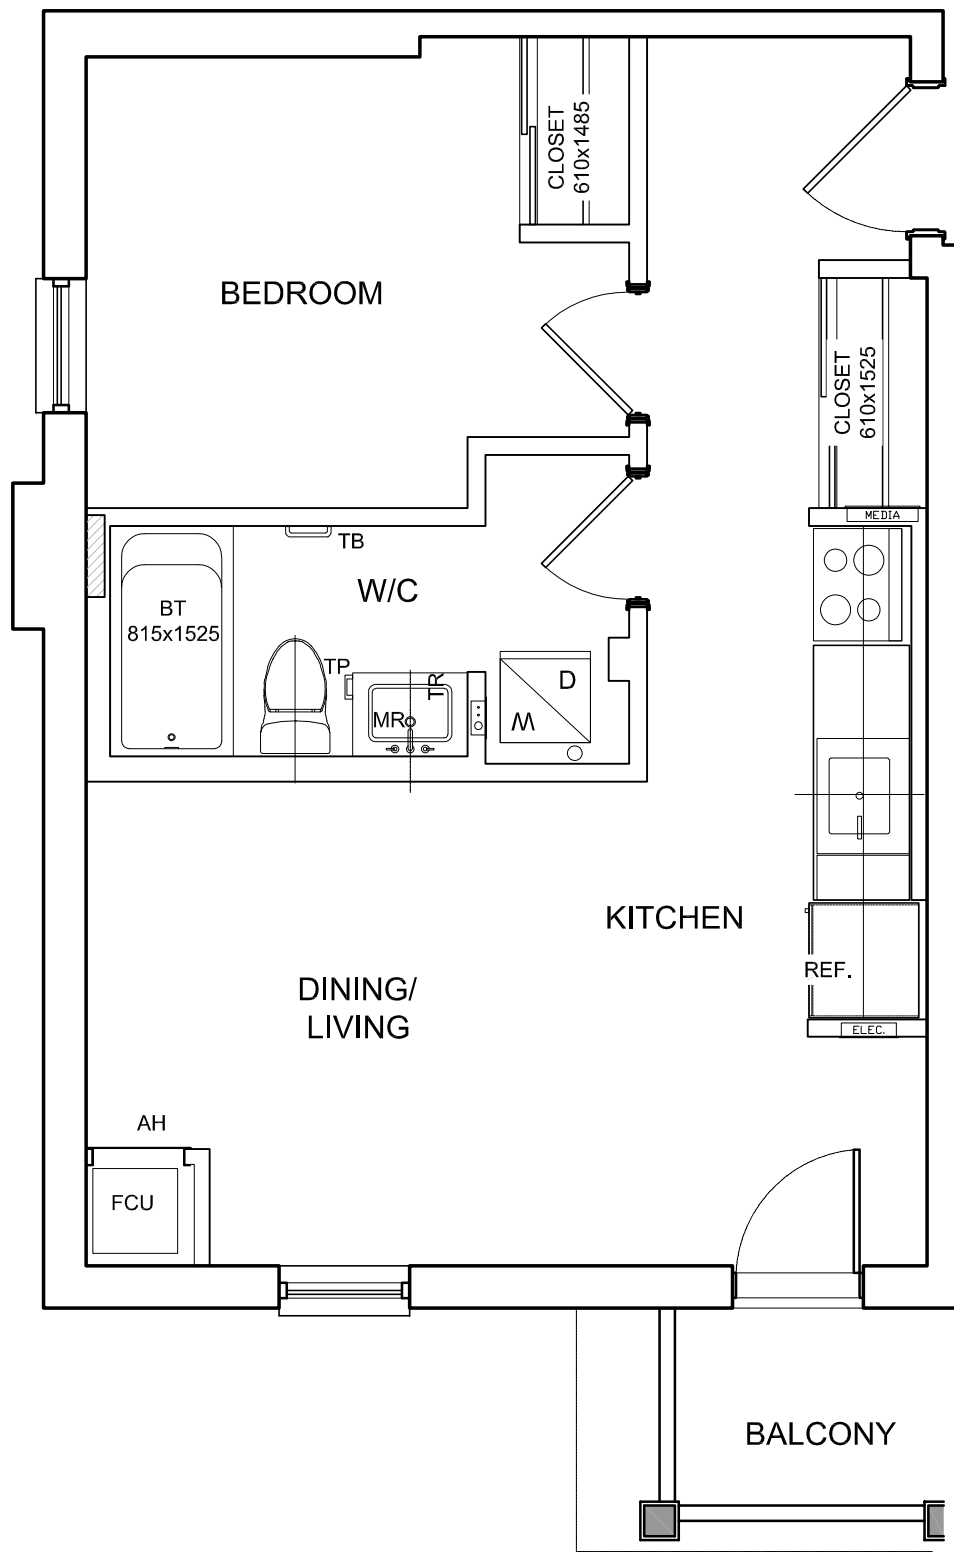 CLOSET
610x1485
BEDROOM
CLOSET
610x1525
MEDIA
TB
W/C
BT
815x1525
TP
TR
D
MR
W
KITCHEN
REF.
DINING/
LIVING
ELEC.
AH
FCU
BALCONY